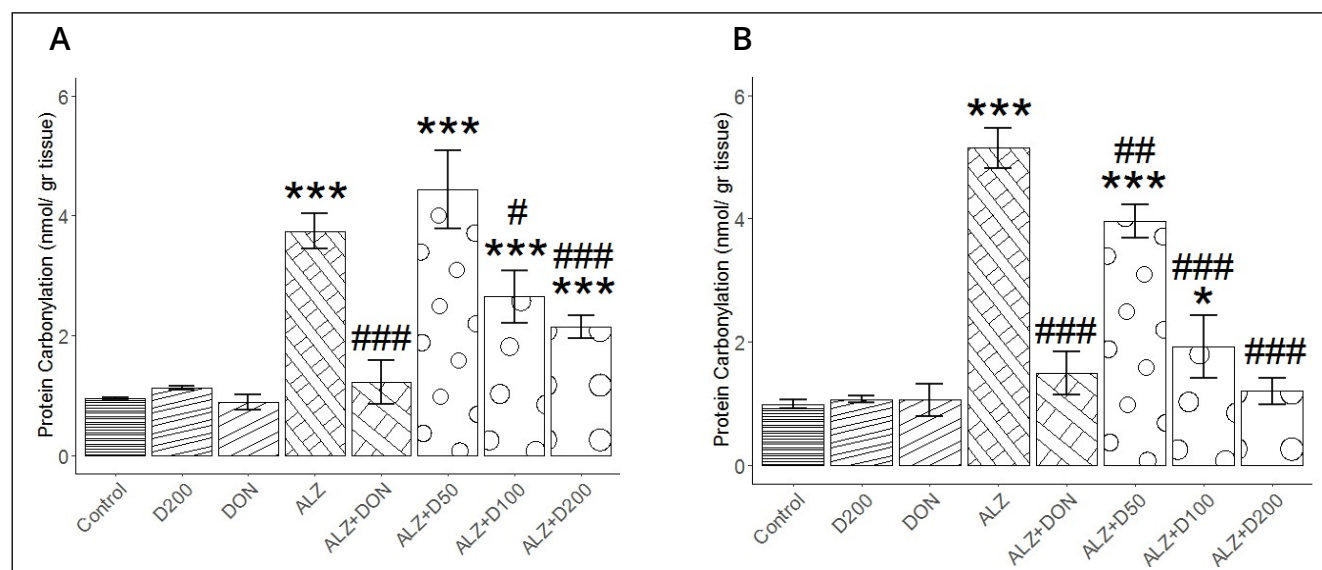 A
Protein Carbonylation (nmol/ gr tissue)
6
4
2
0
***
###
***
#
***
###
***
Control
D200
DON
ALZ
ALZ+DON
ALZ+D50
ALZ+D100
ALZ+D200
B
Protein Carbonylation (nmol/ gr tissue)
6
4
2
0
***
###
##
***
###
*
###
Control
D200
DON
ALZ
ALZ+DON
ALZ+D50
ALZ+D100
ALZ+D200